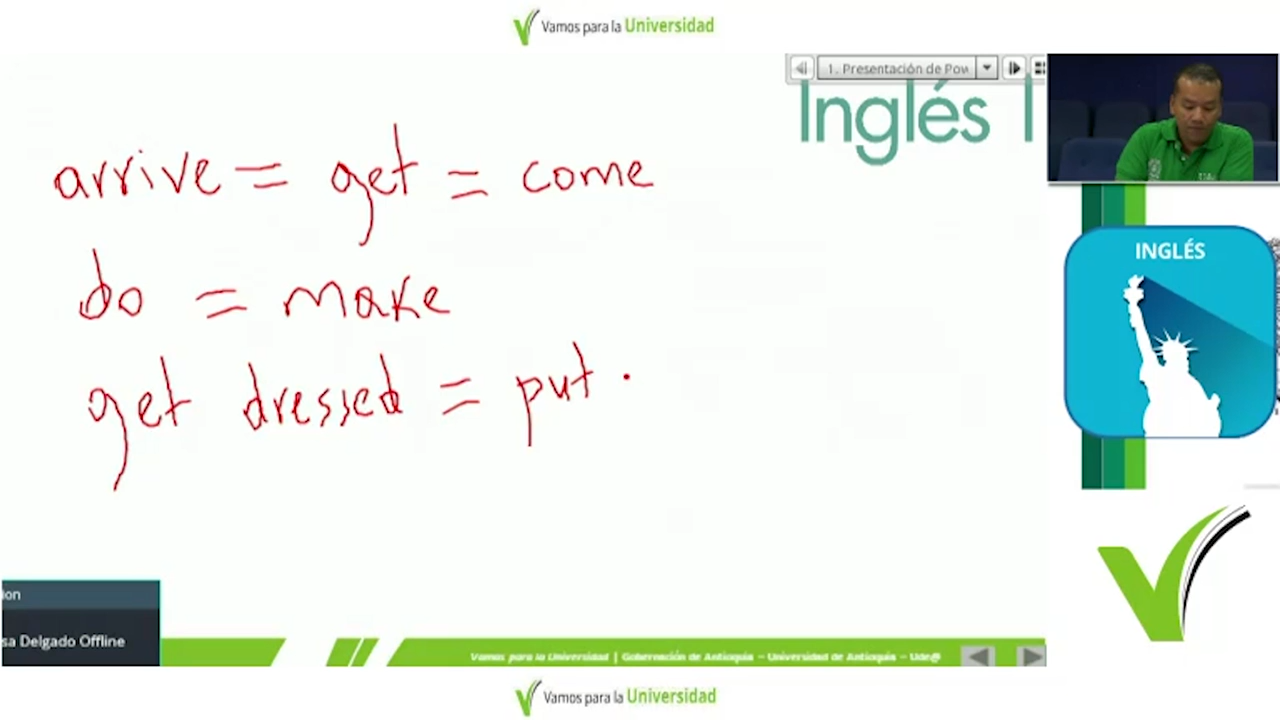 Vamos para la Universidad
1. Presentación de Pow
Inglés I
arrive = get = come
do = make
get dressed = put .
INGLÉS
ion
sa Delgado Offline
Vamos para la Universidad | Gobernación de Antioquia – Universidad de Antioquia – Ude@
Vamos para la Universidad